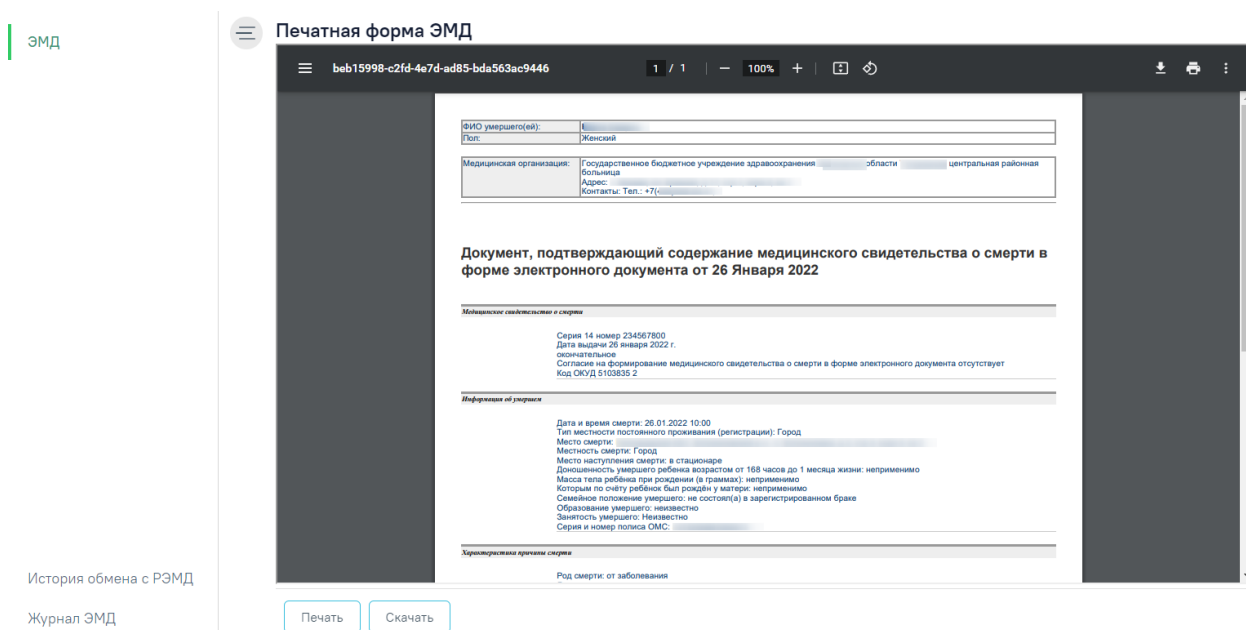 ЭМД
Печатная форма ЭМД
beb15998-c2fd-4e7d-ad85-bda563ac9446
1 / 1
100%
ФИО умершего(ей):
Пол: Женский
Медицинская организация: Государственное бюджетное учреждение здравоохранения области центральная районная
больница
Адрес:
Контакты: Тел.: +7(
Документ, подтверждающий содержание медицинского свидетельства о смерти в
форме электронного документа от 26 Января 2022
Медицинское свидетельство о смерти
Серия 14 номер 234567800
Дата выдачи 26 января 2022 г.
окончательное
Согласие на формирование медицинского свидетельства о смерти в форме электронного документа отсутствует
Код ОКУД 5103835 2
Информация об умершем
Дата и время смерти: 26.01.2022 10:00
Тип местности постоянного проживания (регистрации): Город
Место смерти:
Местность смерти: Город
Место наступления смерти: в стационаре
Доношенность умершего ребенка возрастом от 168 часов до 1 месяца жизни: неприменимо
Масса тела ребёнка при рождении (в граммах): неприменимо
Которым по счёту ребёнок был рождён у матери: неприменимо
Семейное положение умершего: не состоял(а) в зарегистрированном браке
Образование умершего: неизвестно
Занятость умершего: Неизвестно
Серия и номер полиса ОМС:
Характеристика причины смерти
Род смерти: от заболевания
История обмена с РЭМД
Журнал ЭМД
Печать
Скачать